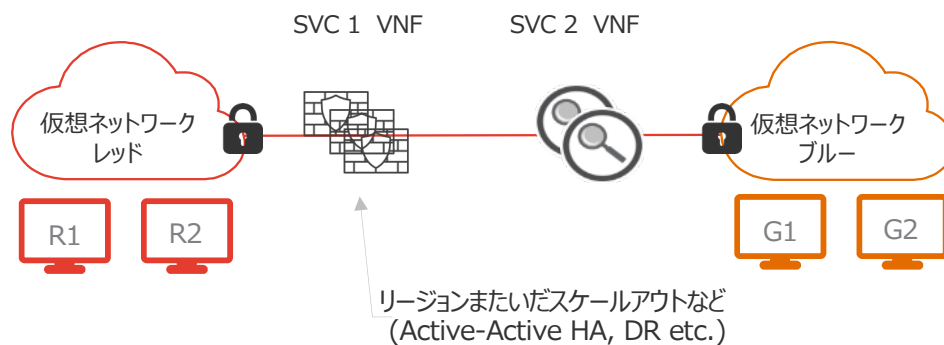 SVC 1 VNF
SVC 2 VNF
仮想ネットワーク
レッド
仮想ネットワーク
ブルー
R1
R2
G1
G2
リージョンまたいだスケールアウトなど
(Active-Active HA, DR etc.)